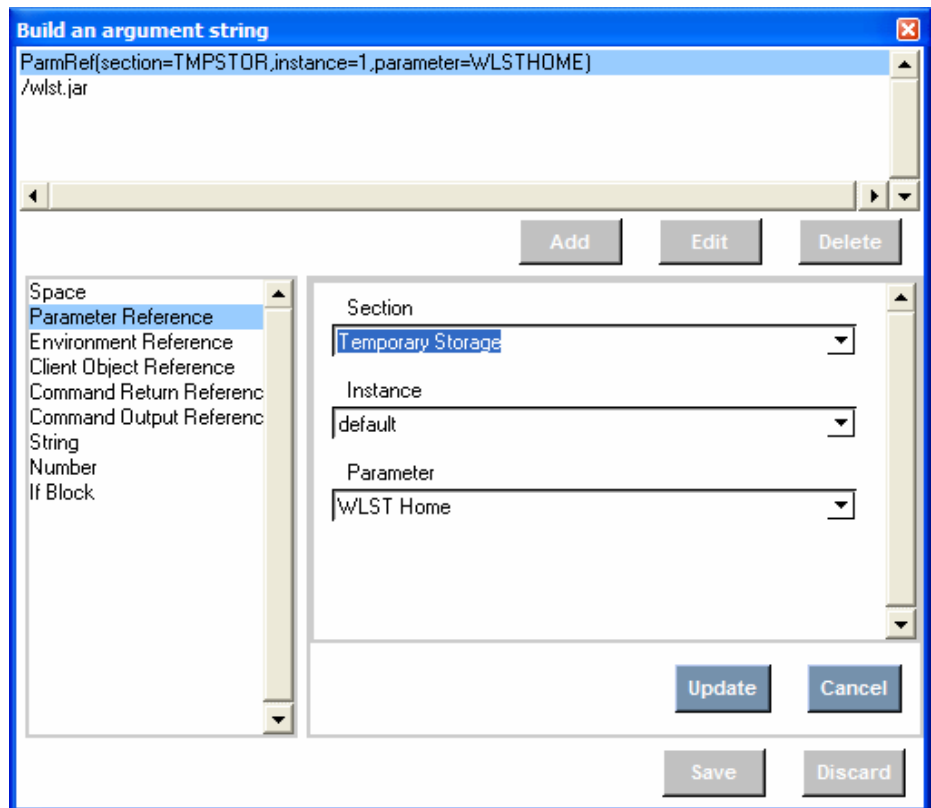 Build an argument string
ParmRef(section=TMPSTOR,instance=1,parameter=WLSTHOME)
/wlst.jar
Add Edit Delete
Space
Parameter Reference
Environment Reference
Client Object Reference
Command Return Referenc
Command Output Referenc
String
Number
If Block
Section
Temporary Storage
Instance
default
Parameter
WLST Home
Update Cancel
Save Discard